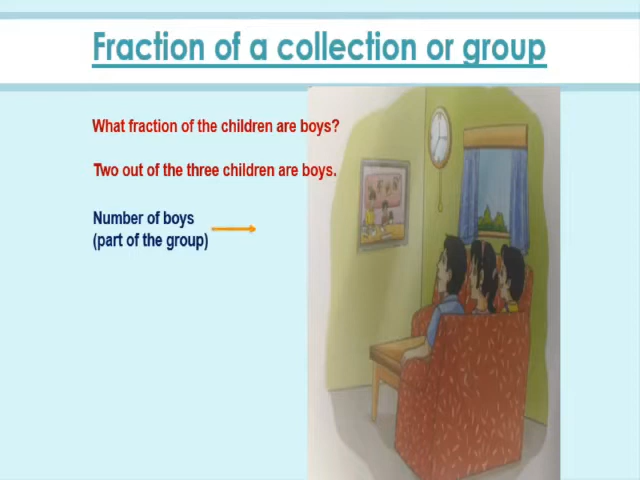 Fraction of a collection or group
What fraction of the children are boys?
Two out of the three children are boys.
Number of boys
(part of the group)